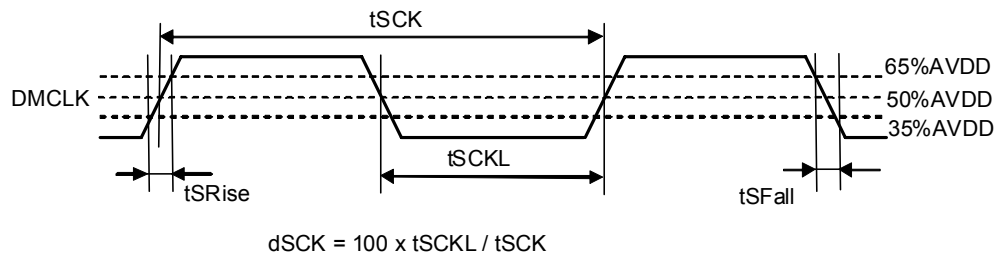 tSCK
65%AVDD
DMCLK
50%AVDD
35%AVDD
tSCKL
tSRise
tSFall
dSCK = 100 x tSCKL / tSCK